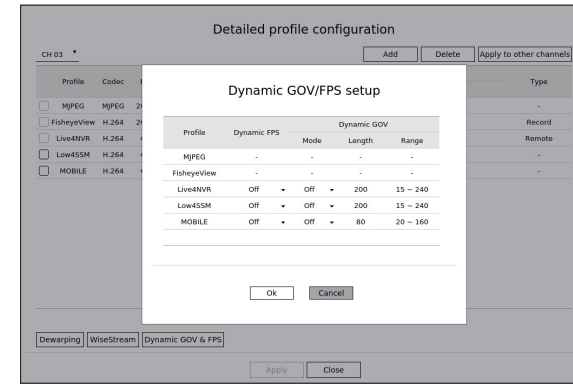 Detailed profile configuration
CH 03
Add Delete Apply to other channels
Profile Codec Type
MJPEG MJPEG -
FisheyeView H.264 Record
Live4NVR H.264 Remote
Low4SSM H.264 -
MOBILE H.264 -
Dynamic GOV/FPS setup
Profile Dynamic FPS Dynamic GOV
Mode Length Range
MJPEG - - - -
FisheyeView - - - -
Live4NVR Off Off 200 15 ~ 240
Low4SSM Off Off 200 15 ~ 240
MOBILE Off Off 80 20 ~ 160
Ok Cancel
Dewarping WiseStream Dynamic GOV & FPS
Apply Close